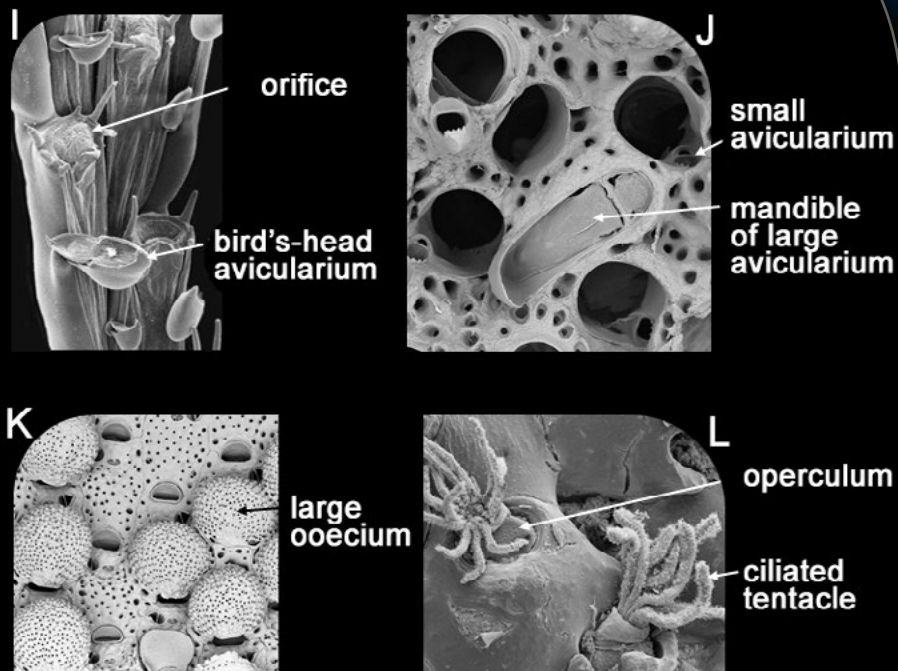 I
orifice
bird's-head
avicularium
J
small
avicularium
mandible
of large
avicularium
K
large
ooecium
L
operculum
ciliated
tentacle